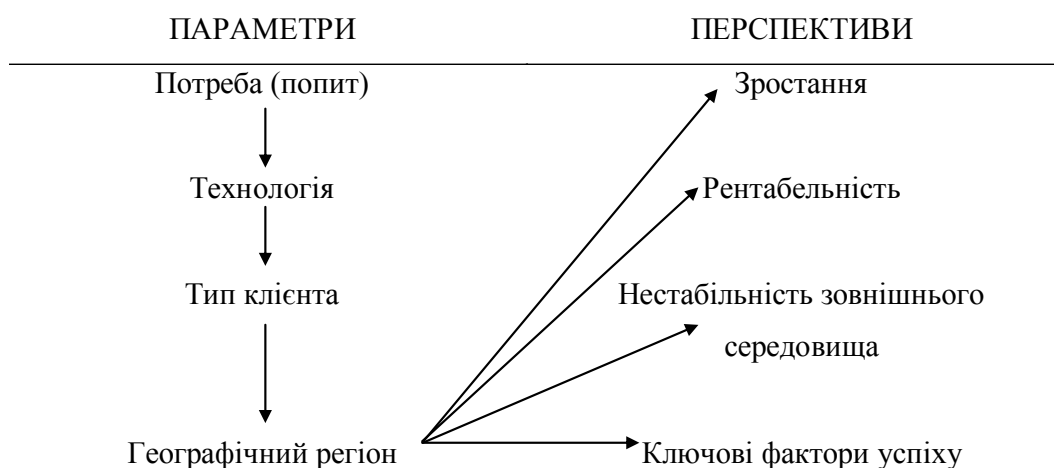 ПАРАМЕТРИ ПЕРСПЕКТИВИ
Потреба (попит) Зростання
Технологія Рентабельність
Тип клієнта Нестабільність зовнішнього
середовища
Географічний регіон Ключові фактори успіху